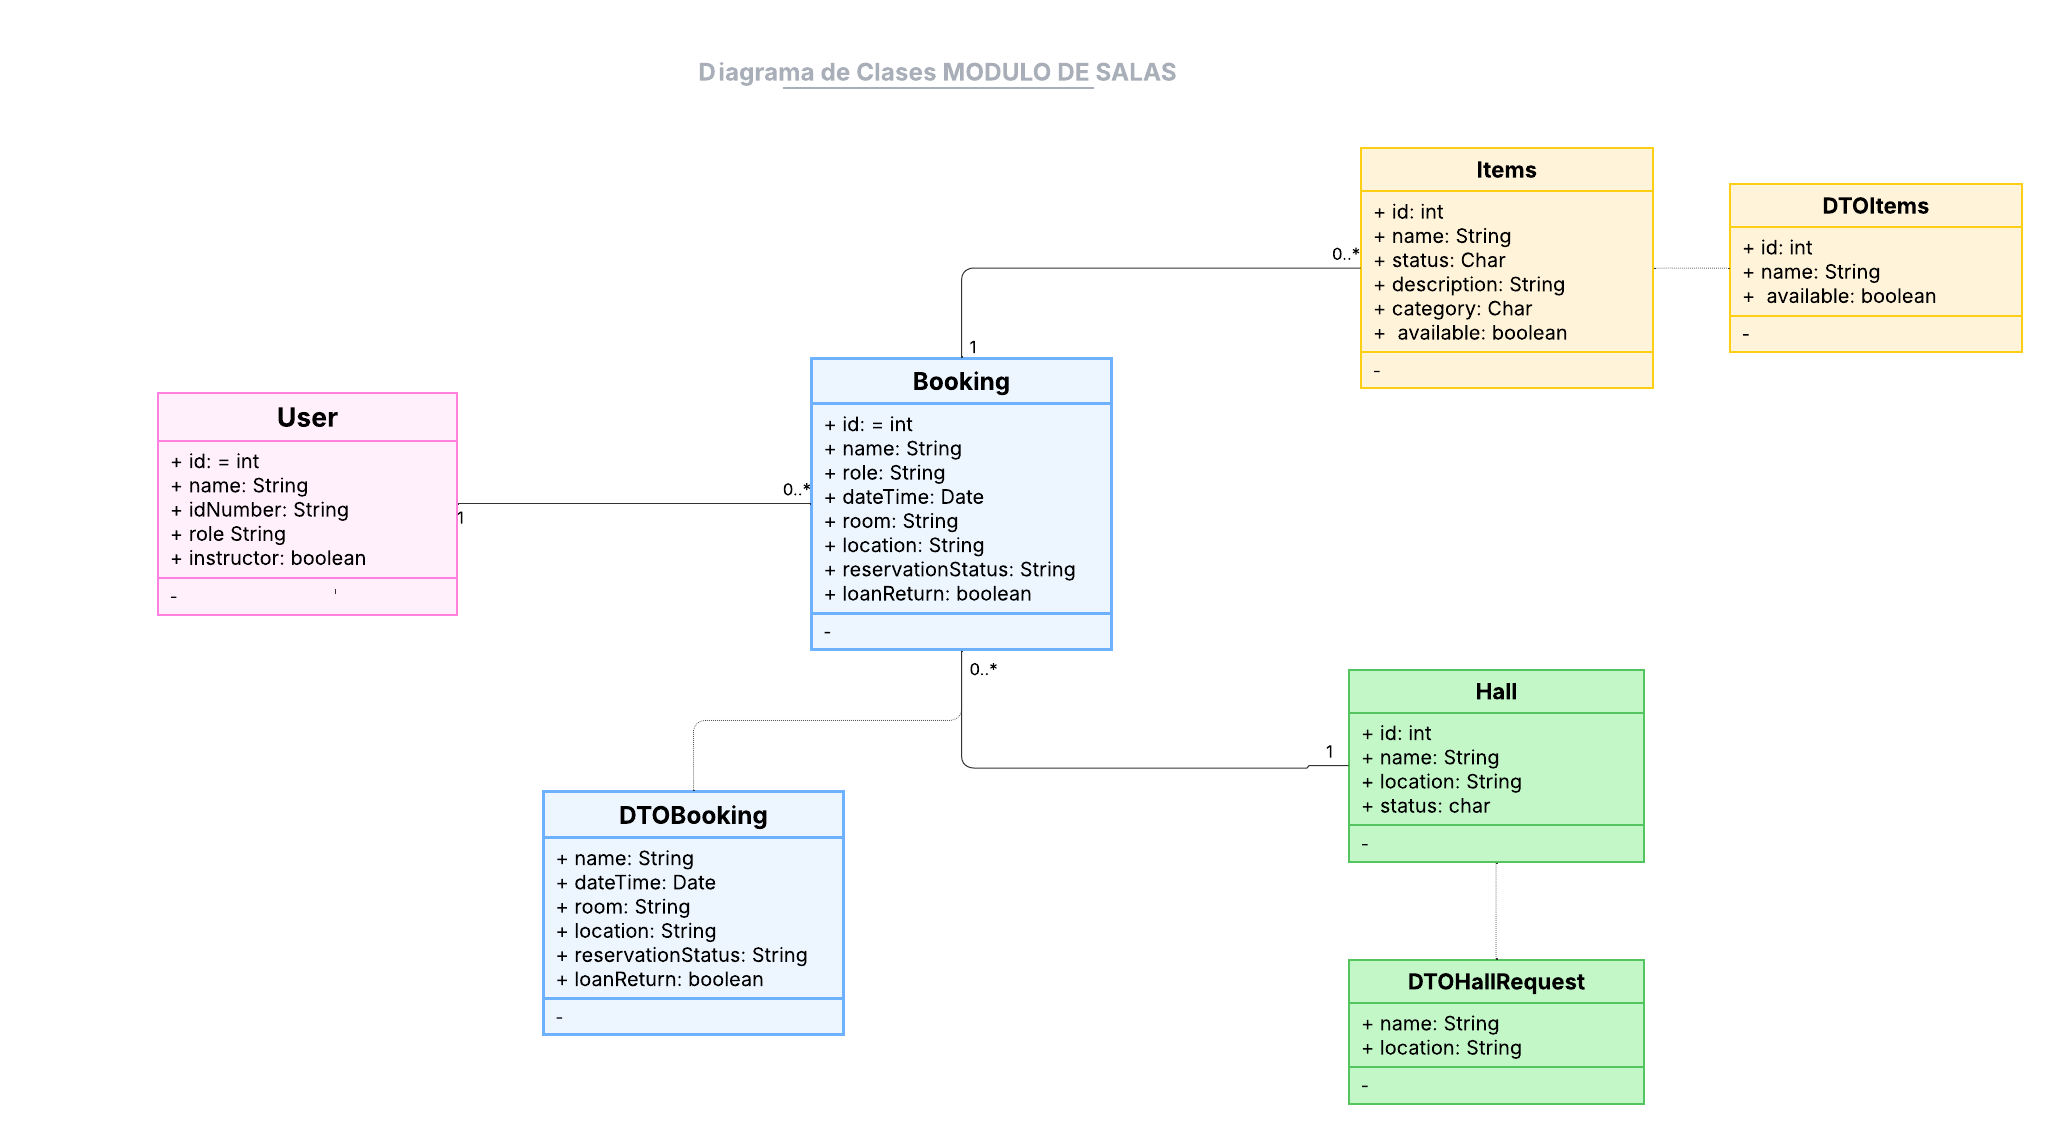 Diagrama de Clases MODULO DE SALAS
Items
+ id: int
+ name: String
+ status: Char
+ description: String
+ category: Char
+ available: boolean
-
DTOItems
+ id: int
+ name: String
+ available: boolean
-
0..*
1
Booking
+ id: = int
+ name: String
+ role: String
+ dateTime: Date
+ room: String
+ location: String
+ reservationStatus: String
+ loanReturn: boolean
-
User
+ id: = int
+ name: String
+ idNumber: String
+ role String
+ instructor: boolean
-
0..*
1
0..*
1
Hall
+ id: int
+ name: String
+ location: String
+ status: char
-
DTOBooking
+ name: String
+ dateTime: Date
+ room: String
+ location: String
+ reservationStatus: String
+ loanReturn: boolean
-
DTOHallRequest
+ name: String
+ location: String
-